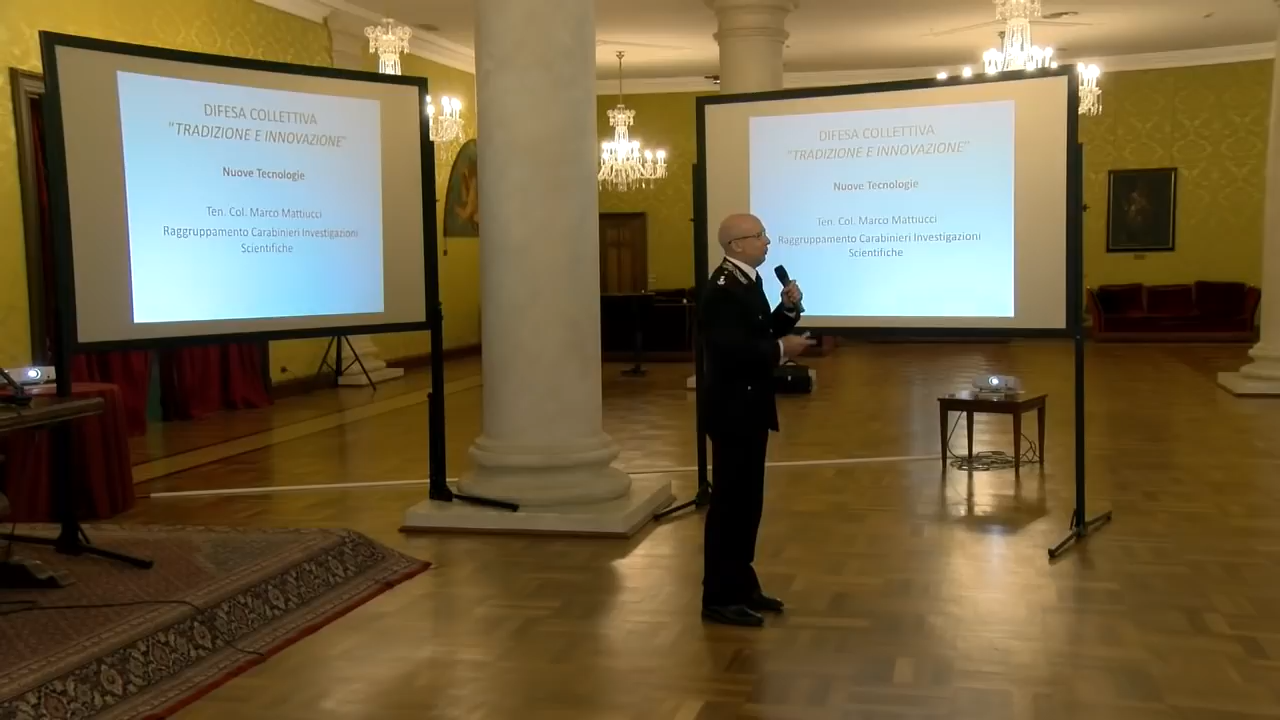 DIFESA COLLETTIVA
"TRADIZIONE E INNOVAZIONE"
Nuove Tecnologie
Ten. Col. Marco Mattiucci
Raggruppamento Carabinieri Investigazioni
Scientifiche
DIFESA COLLETTIVA
"TRADIZIONE E INNOVAZIONE"
Nuove Tecnologie
Ten. Col. Marco Mattiucci
Raggruppamento Carabinieri Investigazioni
Scientifiche